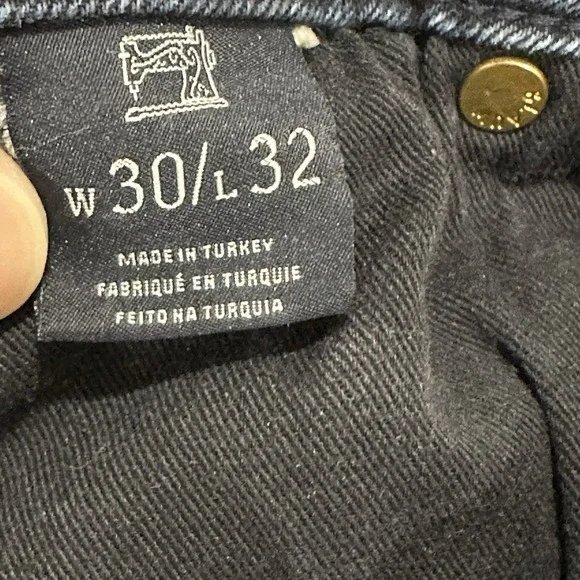 W 30/L 32
MADE IN TURKEY
FABRIQUÉ EN TURQUIE
FEITO NA TURQUIA